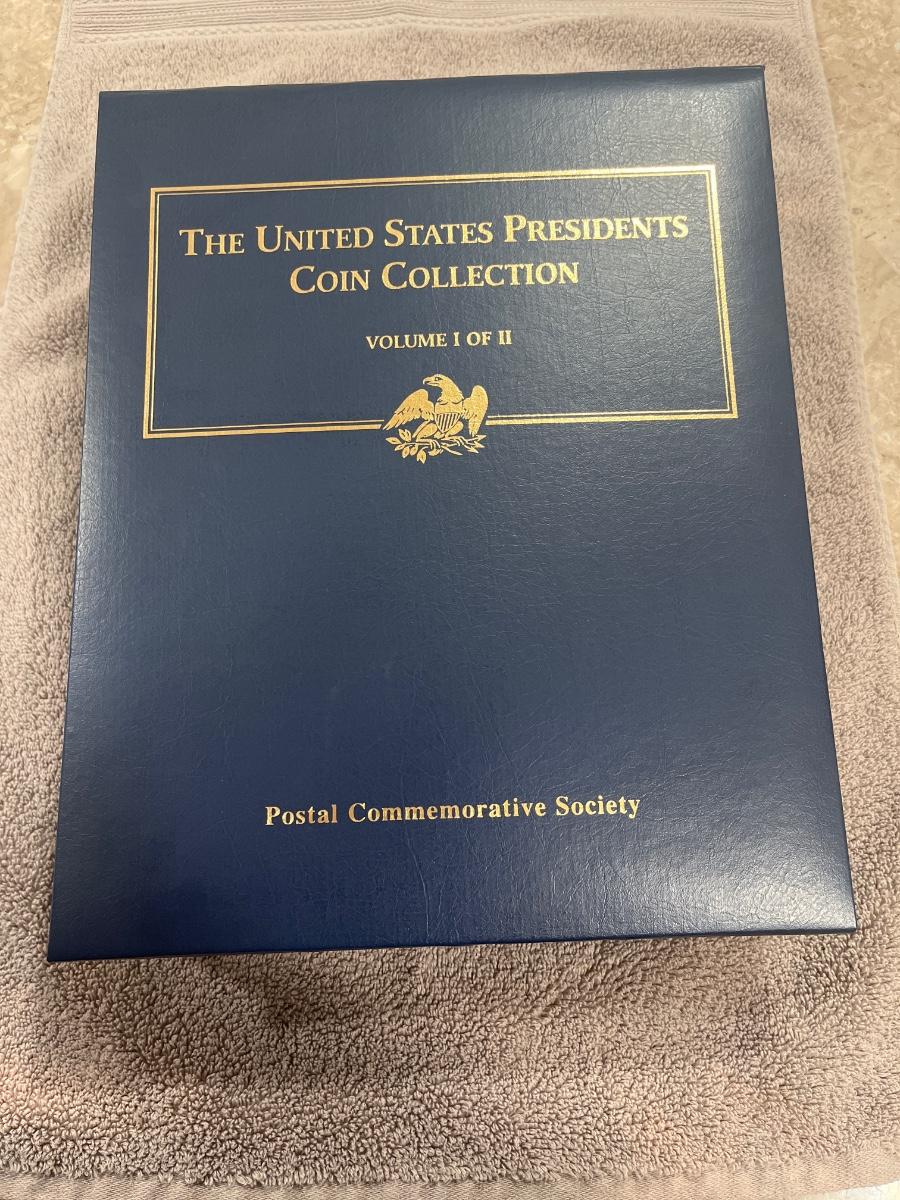 THE UNITED STATES PRESIDENTS
COIN COLLECTION
VOLUME I OF II
Postal Commemorative Society